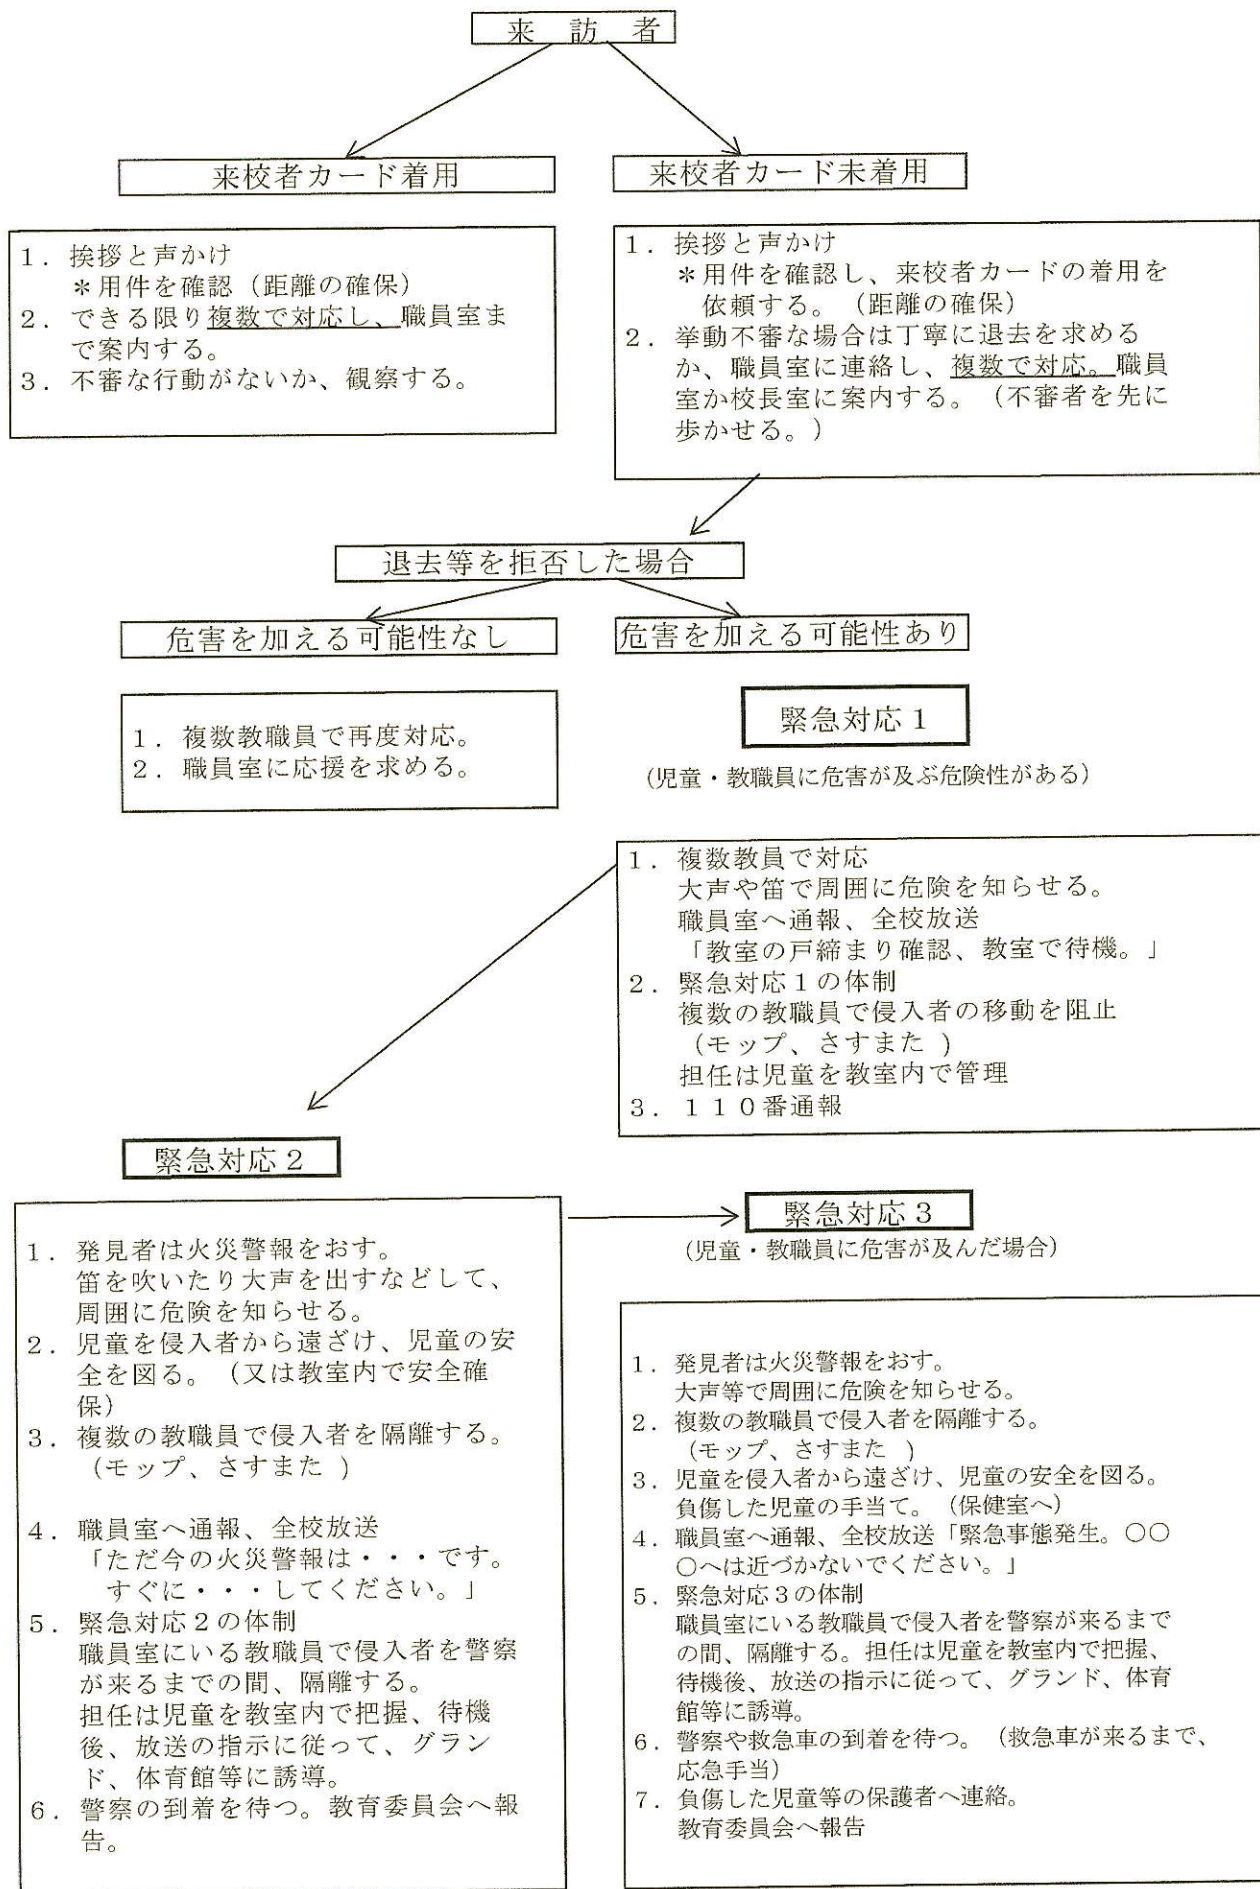 来 訪 者
来校者カード着用
来校者カード未着用
1. 挨拶と声かけ
＊用件を確認（距離の確保）
2. できる限り複数で対応し、職員室ま
で案内する。
3. 不審な行動がないか、観察する。
1. 挨拶と声かけ
＊用件を確認し、来校者カードの着用を
依頼する。（距離の確保）
2. 挙動不審な場合は丁寧に退去を求める
か、職員室に連絡し、複数で対応。職員
室か校長室に案内する。（不審者を先に
歩かせる。）
退去等を拒否した場合
危害を加える可能性なし
危害を加える可能性あり
1. 複数教職員で再度対応。
2. 職員室に応援を求める。
緊急対応１
（児童・教職員に危害が及ぶ危険性がある）
1. 複数教員で対応
大声や笛で周囲に危険を知らせる。
職員室へ通報、全校放送
「教室の戸締まり確認、教室で待機。」
2. 緊急対応１の体制
複数の教職員で侵入者の移動を阻止
（モップ、さすまた ）
担任は児童を教室内で管理
3. １１０番通報
緊急対応２
1. 発見者は火災警報をおす。
笛を吹いたり大声を出すなどして、
周囲に危険を知らせる。
2. 児童を侵入者から遠ざけ、児童の安
全を図る。（又は教室内で安全確
保）
3. 複数の教職員で侵入者を隔離する。
（モップ、さすまた ）
4. 職員室へ通報、全校放送
「ただ今の火災警報は・・・です。
すぐに・・・してください。」
5. 緊急対応２の体制
職員室にいる教職員で侵入者を警察
が来るまでの間、隔離する。
担任は児童を教室内で把握、待機
後、放送の指示に従って、グラン
ド、体育館等に誘導。
6. 警察の到着を待つ。教育委員会へ報
告。
緊急対応３
（児童・教職員に危害が及んだ場合）
1. 発見者は火災警報をおす。
大声等で周囲に危険を知らせる。
2. 複数の教職員で侵入者を隔離する。
（モップ、さすまた ）
3. 児童を侵入者から遠ざけ、児童の安全を図る。
負傷した児童の手当て。（保健室へ）
4. 職員室へ通報、全校放送「緊急事態発生。○○
○へは近づかないでください。」
5. 緊急対応３の体制
職員室にいる教職員で侵入者を警察が来るまで
の間、隔離する。担任は児童を教室内で把握、
待機後、放送の指示に従って、グランド、体育
館等に誘導。
6. 警察や救急車の到着を待つ。（救急車が来るまで、
応急手当）
7. 負傷した児童等の保護者へ連絡。
教育委員会へ報告